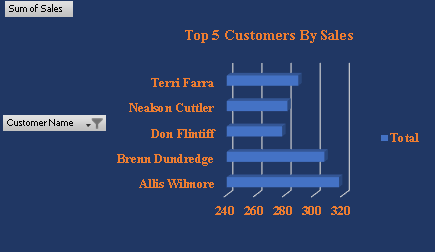 Sum of Sales
Top 5 Customers By Sales
Terri Farra
Nealson Cuttler
Don Flintiff
Customer Name
Brenn Dundredge
Allis Wilmore
Total
240 260 280 300 320